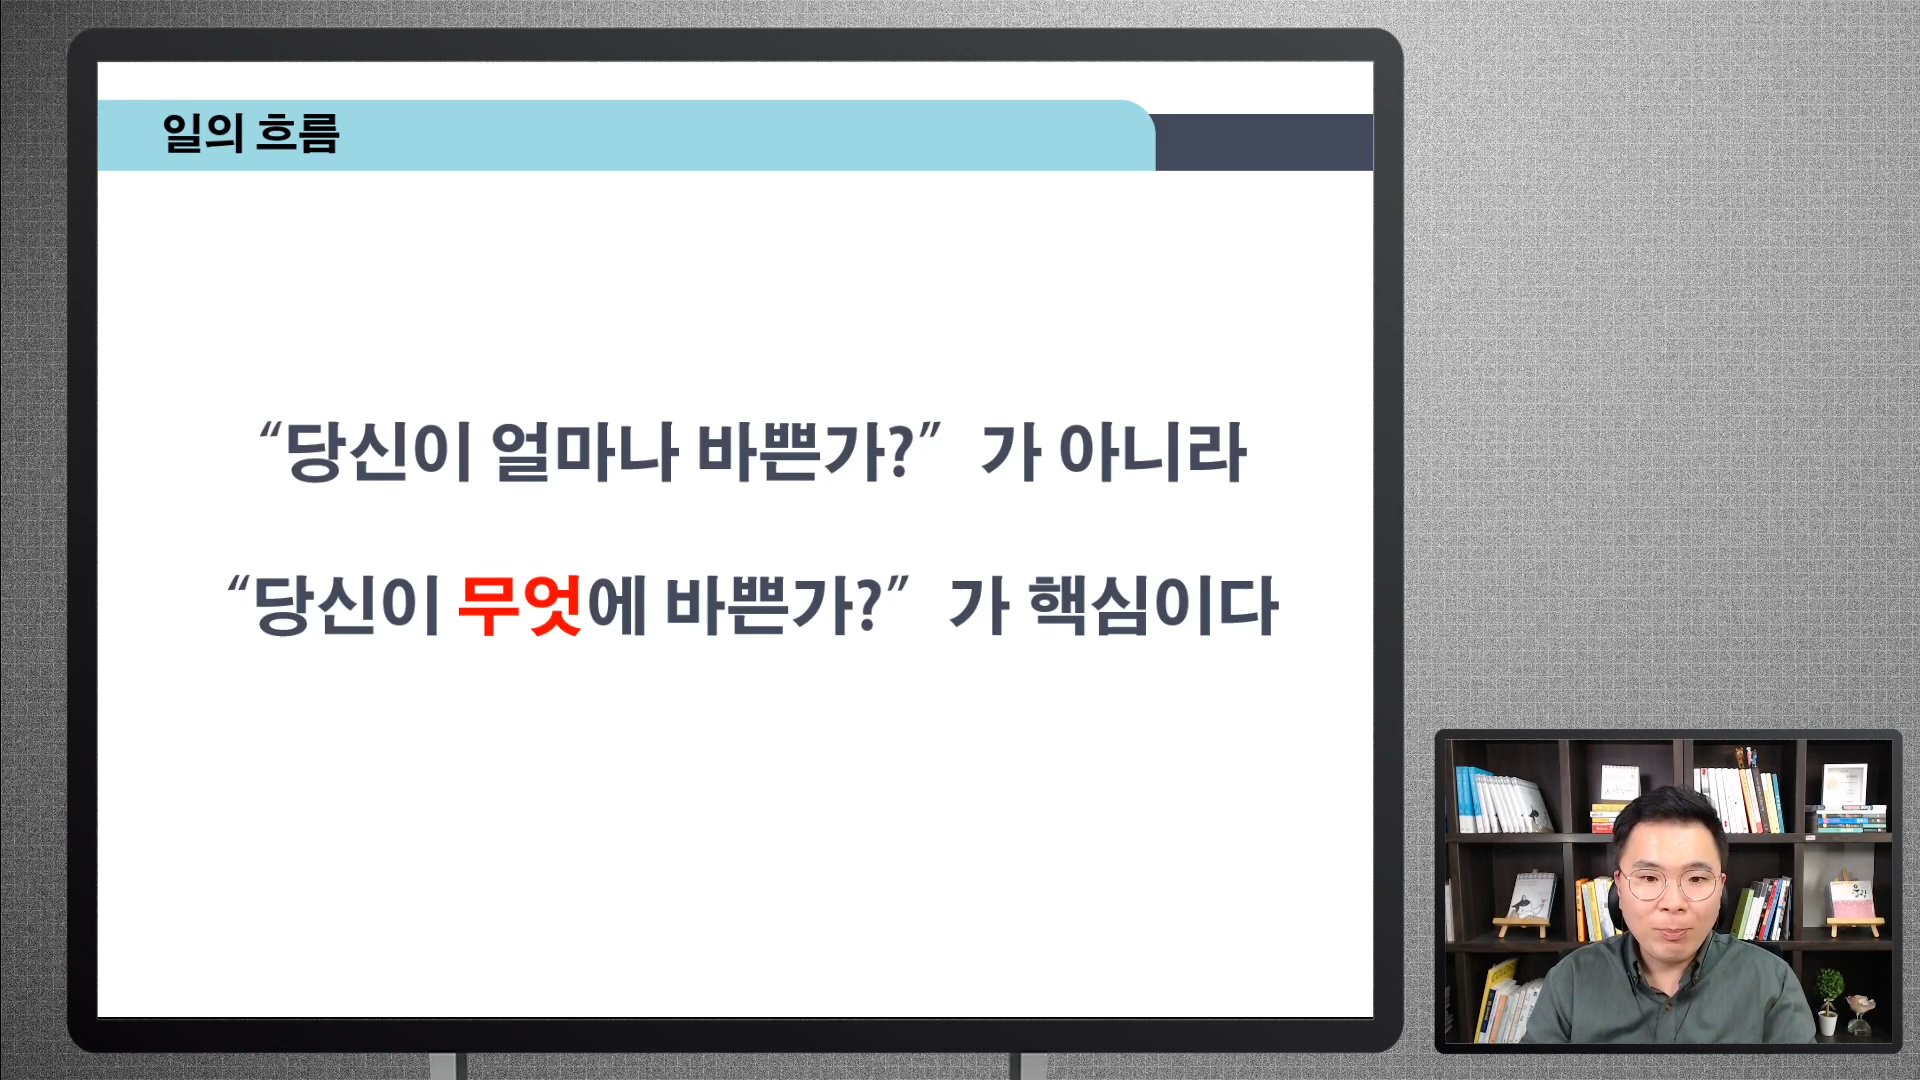 일의 흐름
“당신이 얼마나 바쁜가?” 가 아니라
“당신이 무엇에 바쁜가?” 가 핵심이다